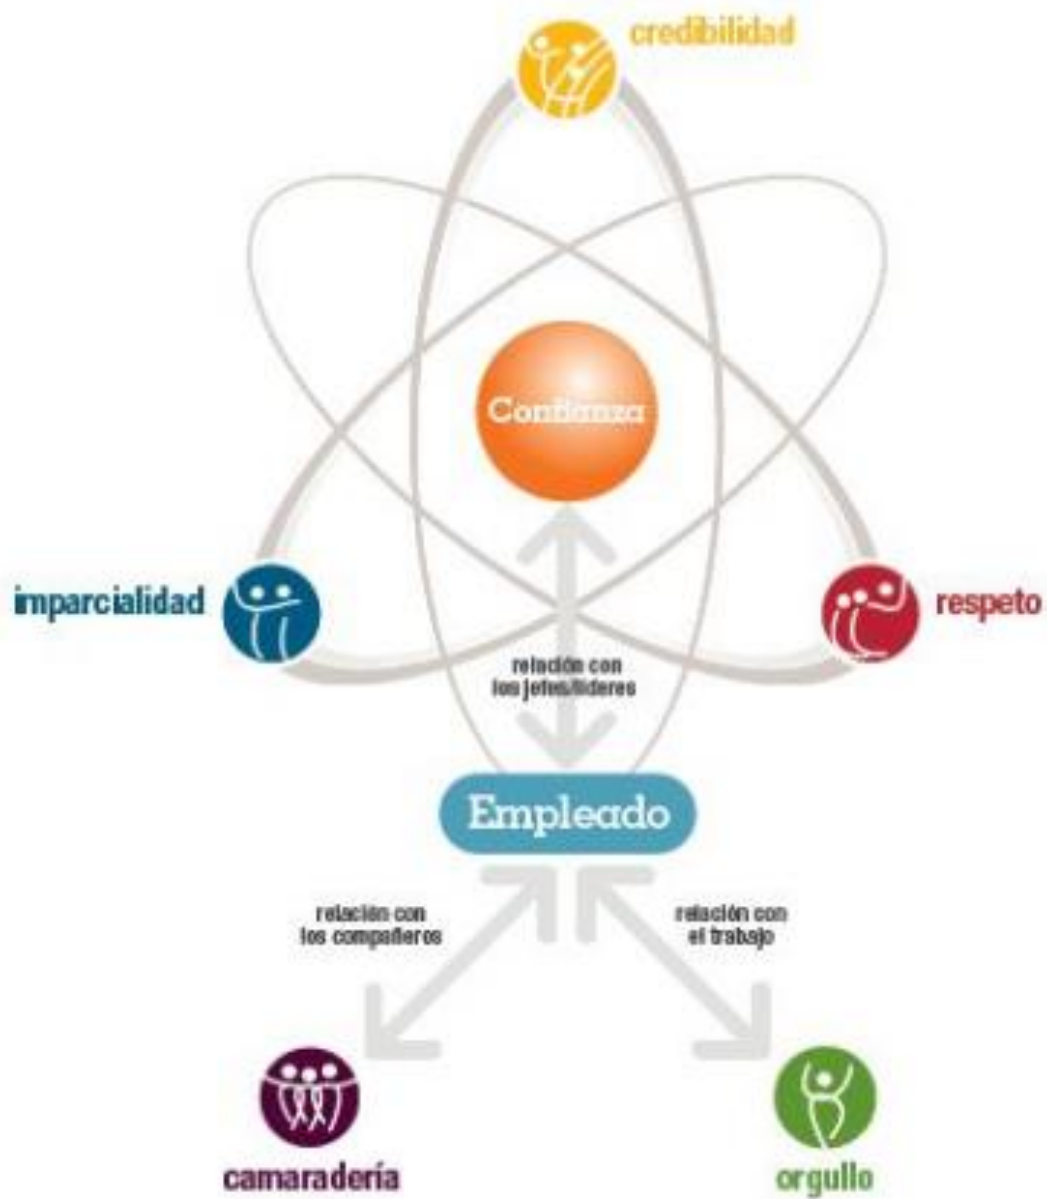 credibilidad
Confianza
imparcialidad
respeto
relación con
los jefes/líderes
Empleado
relación con
los compañeros
relación con
el trabajo
camaradería
orgullo